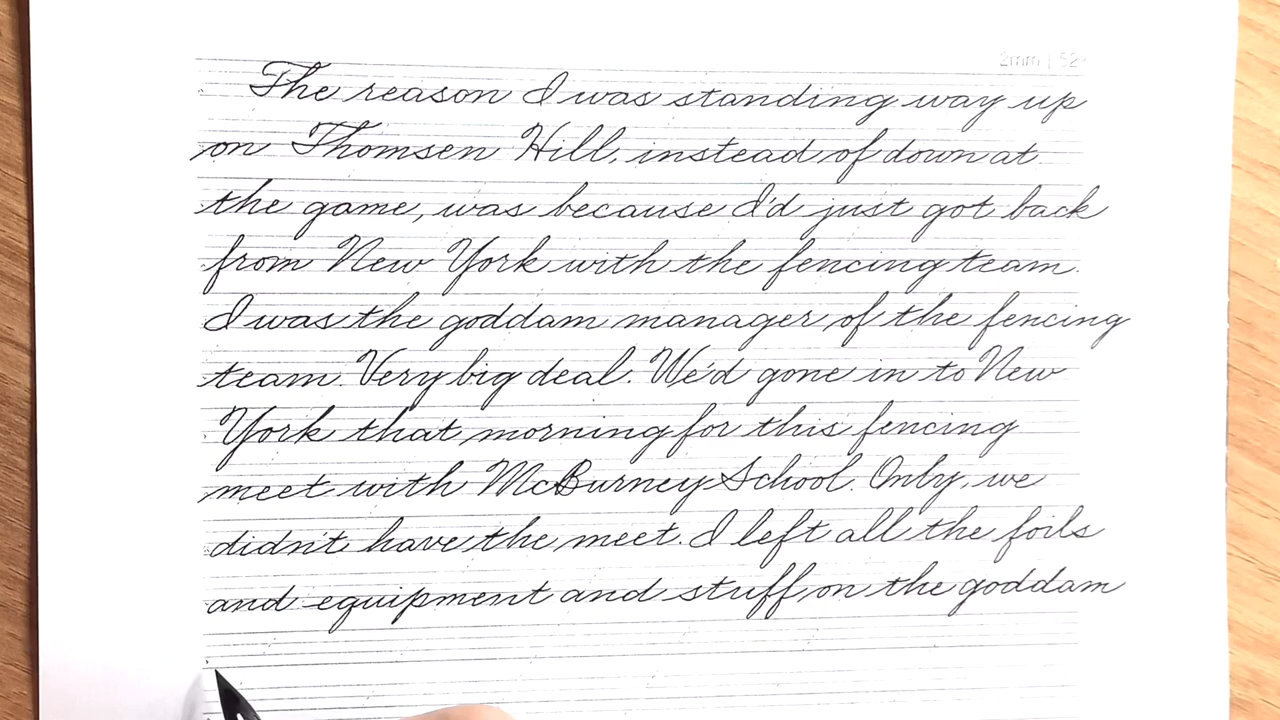 2mm | 52
The reason I was standing way up
on Thomsen Hill, instead of down at
the game, was because I'd just got back
from New York with the fencing team.
I was the goddam manager of the fencing
team. Very big deal. We'd gone in to New
York that morning for this fencing
meet with McBurney School. Only, we
didn't have the meet. I left all the foils
and equipment and stuff on the goddam